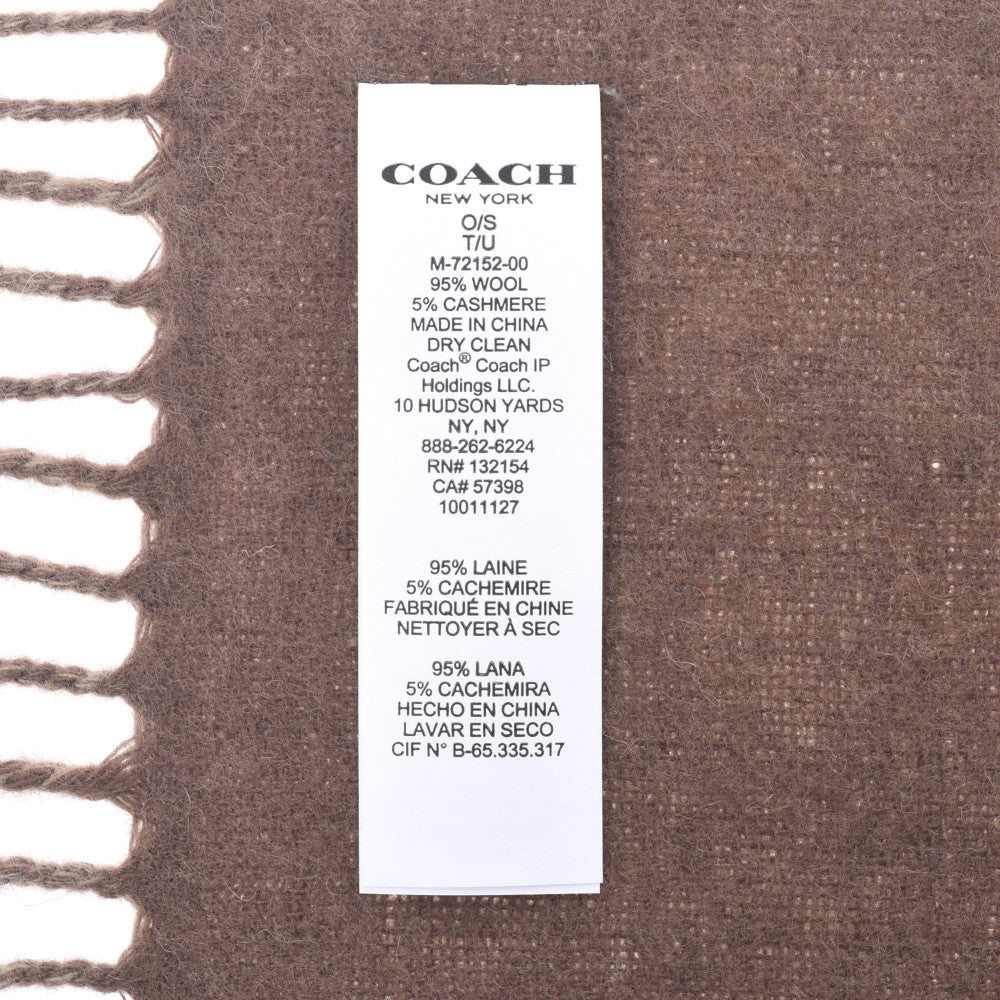 COACH
NEW YORK
O/S
T/U
M-72152-00
95% WOOL
5% CASHMERE
MADE IN CHINA
DRY CLEAN
Coach® Coach IP
Holdings LLC.
10 HUDSON YARDS
NY, NY
888-262-6224
RN# 132154
CA# 57398
10011127
95% LAINE
5% CACHEMIRE
FABRIQUÉ EN CHINE
NETTOYER À SEC
95% LANA
5% CACHEMIRA
HECHO EN CHINA
LAVAR EN SECO
CIF N° B-65.335.317